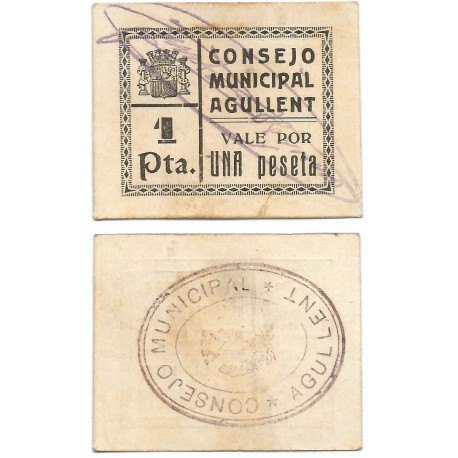 CONSEJO
MUNICIPAL
AGULLENT
1
Pta.
VALE POR
UNA peseta
CONSEJO MUNICIPAL * AGULLENT *